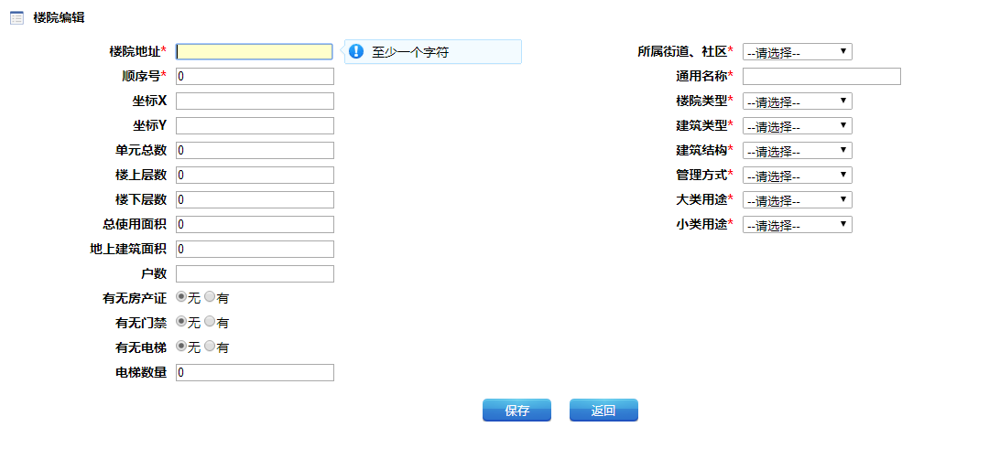 楼院编辑
楼院地址* 至少一个字符 所属街道、社区* --请选择--
顺序号* 0 通用名称*
坐标X 楼院类型* --请选择--
坐标Y 建筑类型* --请选择--
单元总数 0 建筑结构* --请选择--
楼上层数 0 管理方式* --请选择--
楼下层数 0 大类用途* --请选择--
总使用面积 0 小类用途* --请选择--
地上建筑面积 0
户数
有无房产证 无 有
有无门禁 无 有
有无电梯 无 有
电梯数量 0
保存 返回